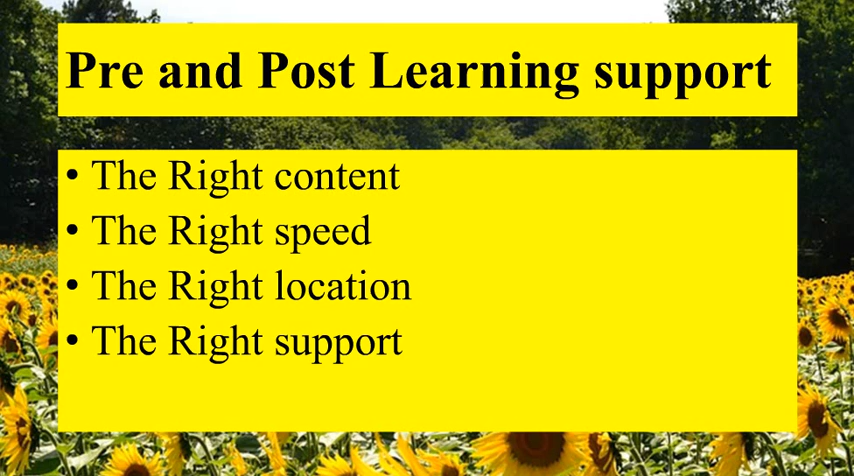 Pre and Post Learning support
• The Right content
• The Right speed
• The Right location
• The Right support